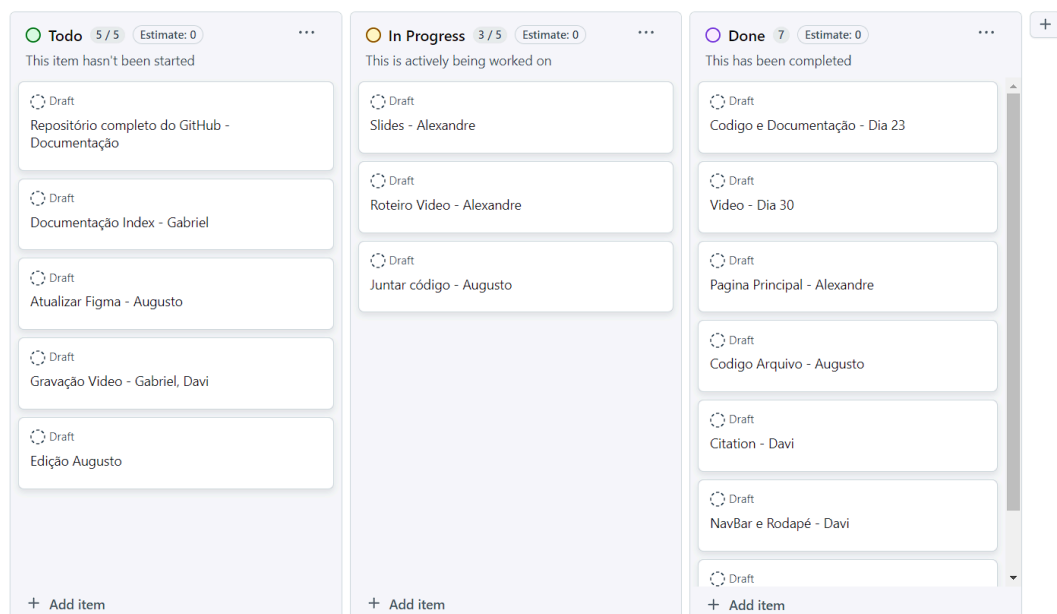 Todo 5 / 5 Estimate: 0
This item hasn't been started
Draft
Repositório completo do GitHub -
Documentação
Draft
Documentação Index - Gabriel
Draft
Atualizar Figma - Augusto
Draft
Gravação Video - Gabriel, Davi
Draft
Edição Augusto
Add item
In Progress 3 / 5 Estimate: 0
This is actively being worked on
Draft
Slides - Alexandre
Draft
Roteiro Video - Alexandre
Draft
Juntar código - Augusto
Add item
Done 7 Estimate: 0
This has been completed
Draft
Codigo e Documentação - Dia 23
Draft
Video - Dia 30
Draft
Pagina Principal - Alexandre
Draft
Codigo Arquivo - Augusto
Draft
Citation - Davi
Draft
NavBar e Rodapé - Davi
Draft
Add item